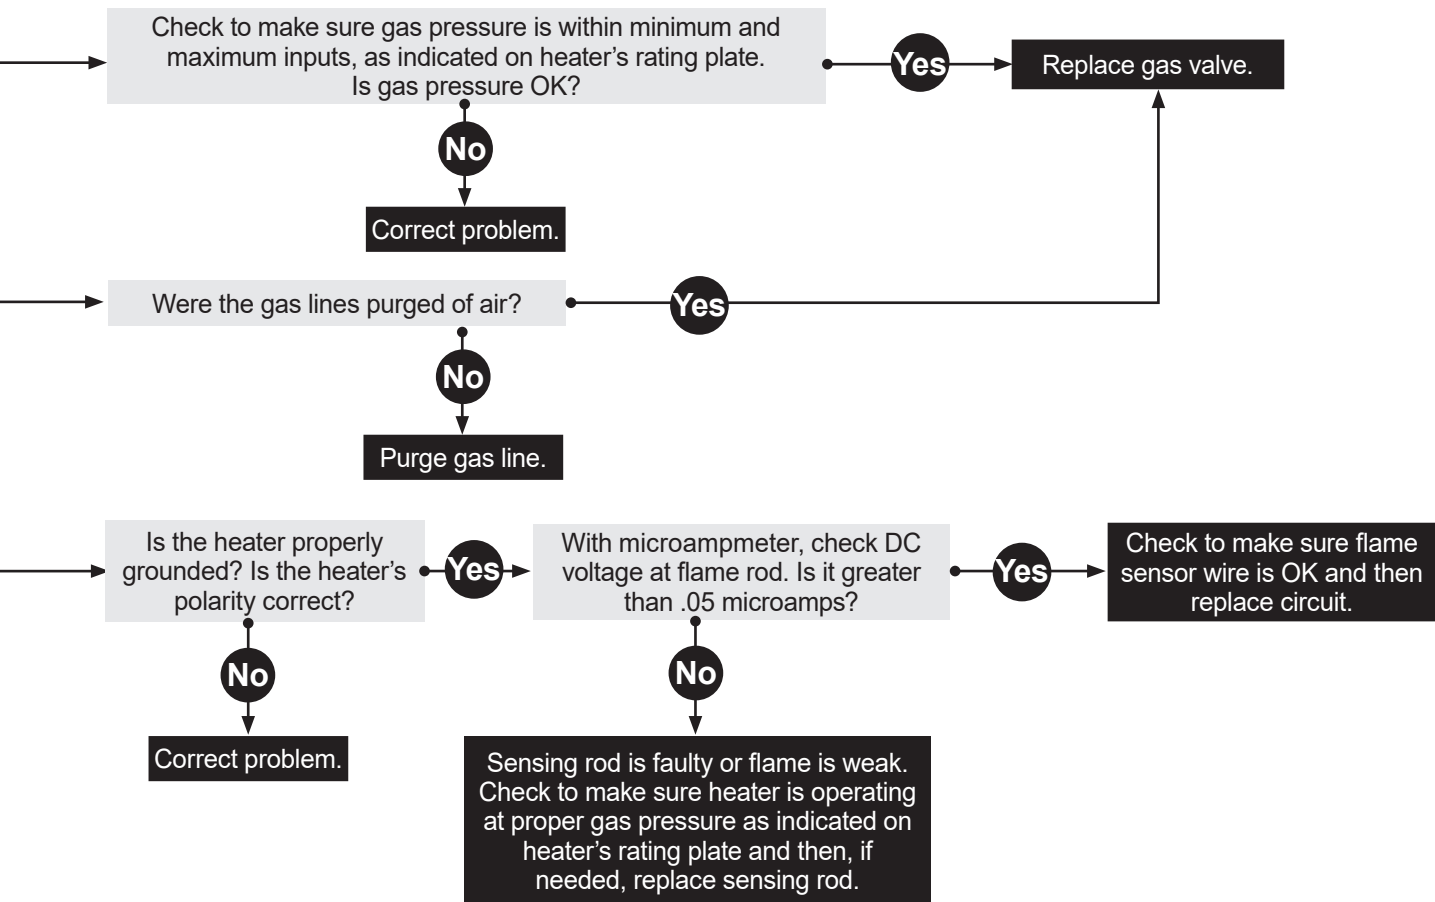 Check to make sure gas pressure is within minimum and
maximum inputs, as indicated on heater’s rating plate.
Is gas pressure OK?
Yes
Replace gas valve.
No
Correct problem.
Were the gas lines purged of air?
Yes
No
Purge gas line.
Is the heater properly
grounded? Is the heater’s
polarity correct?
Yes
With microampmeter, check DC
voltage at flame rod. Is it greater
than .05 microamps?
Yes
Check to make sure flame
sensor wire is OK and then
replace circuit.
No
Correct problem.
No
Sensing rod is faulty or flame is weak.
Check to make sure heater is operating
at proper gas pressure as indicated on
heater’s rating plate and then, if
needed, replace sensing rod.